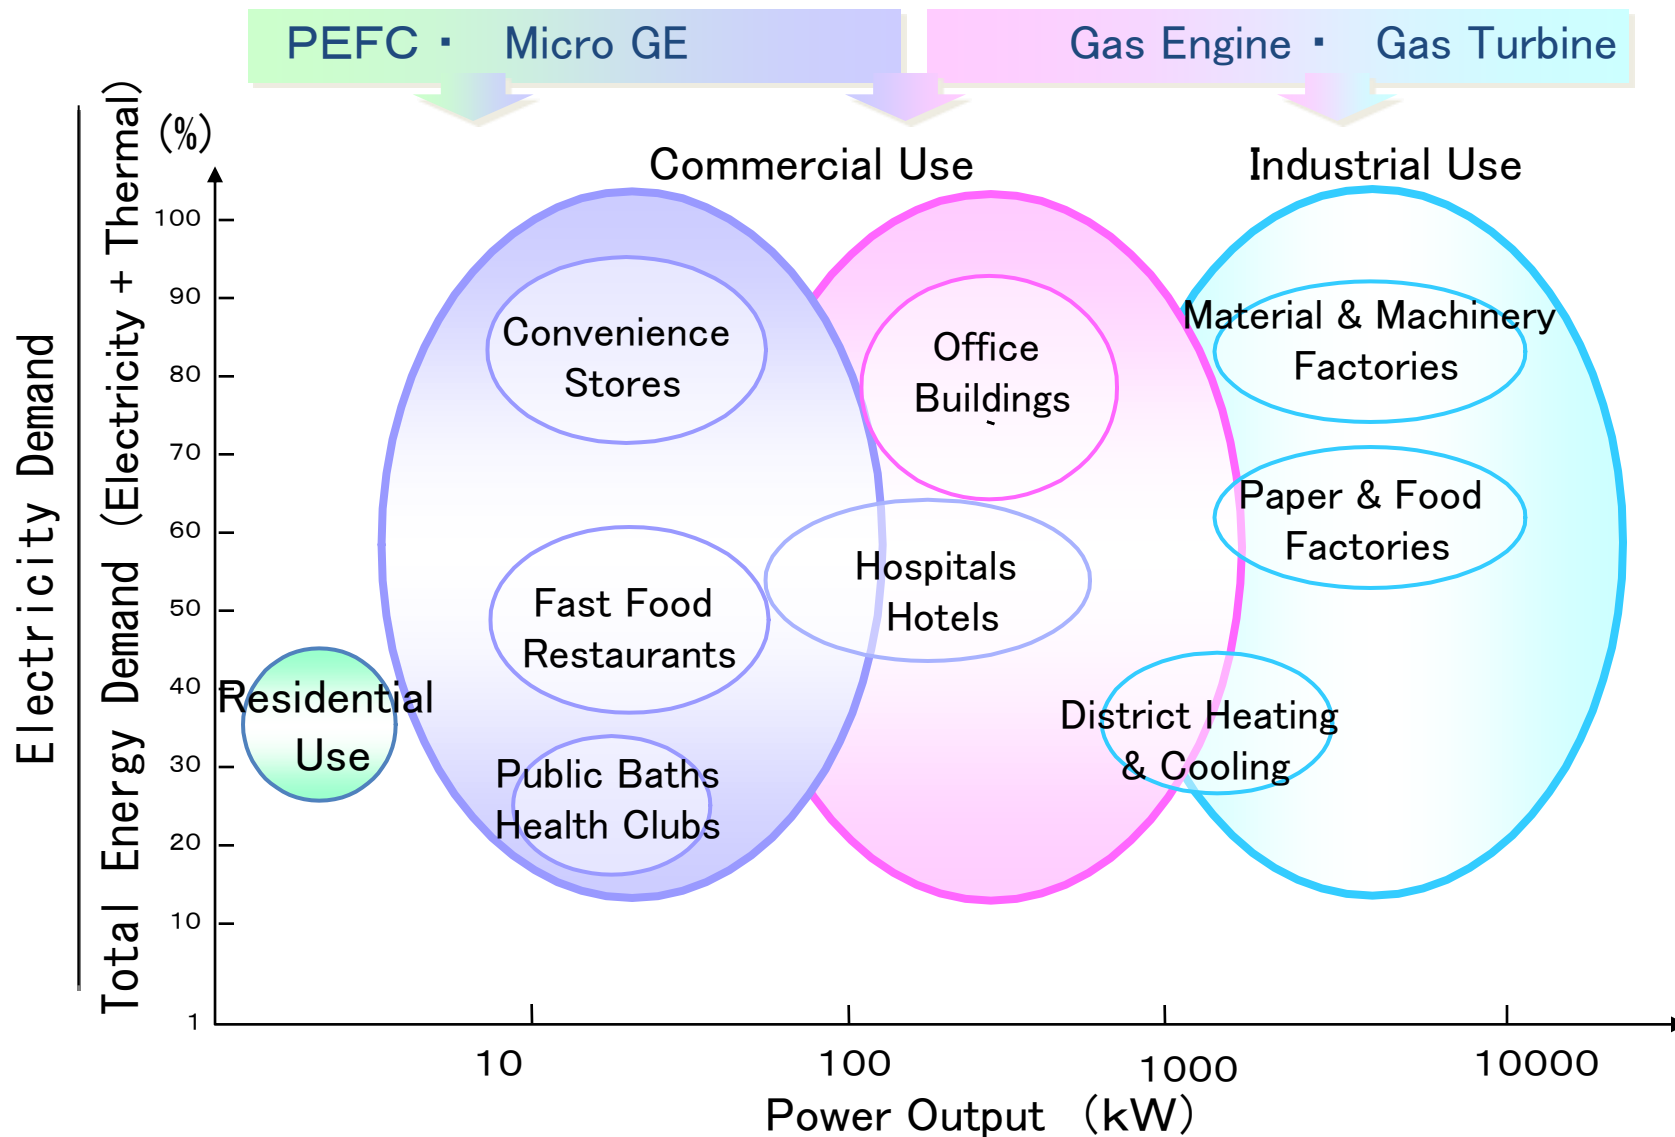 PEFC・ Micro GE
Gas Engine・ Gas Turbine
Electricity Demand
Total Energy Demand (Electricity + Thermal)
(%)
Commercial Use
Industrial Use
100
90
80
70
60
50
40
30
20
10
1
Convenience
Stores
Office
Buildings
Material & Machinery
Factories
Paper & Food
Factories
Hospitals
Hotels
Fast Food
Restaurants
Residential
Use
District Heating
& Cooling
Public Baths
Health Clubs
10
100
1000
10000
Power Output (kW)